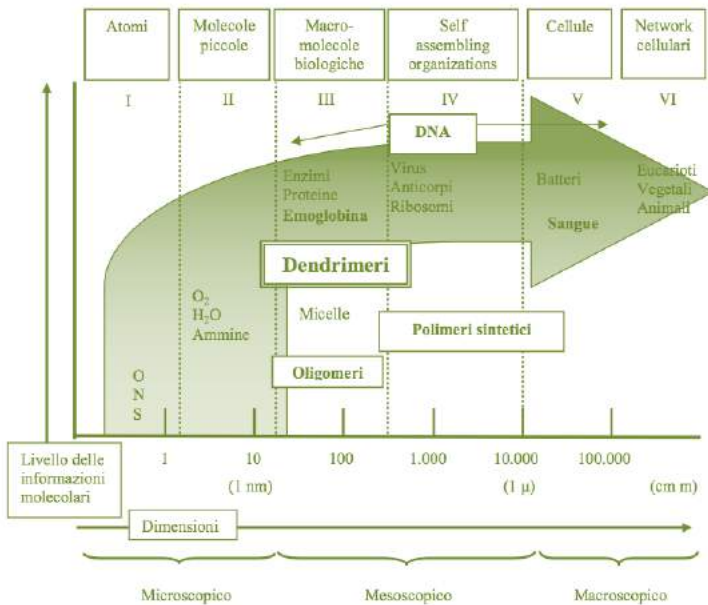 Atomi
Molecole
piccole
Macro-
molecole
biologiche
Self
assembling
organizations
Cellule
Network
cellulari
I
II
III
IV
V
VI
DNA
Enzimi
Proteine
Emoglobina
Virus
Anticorpi
Ribosomi
Batteri
Sangue
Eucarioti
Vegetali
Animali
Dendrimeri
O₂
H₂O
Ammine
Micelle
Polimeri sintetici
Oligomeri
O
N
S
Livello delle
informazioni
molecolari
1
10
100
1.000
10.000
100.000
(1 nm)
(1 µ)
(cm m)
Dimensioni
Microscopico
Mesoscopico
Macroscopico